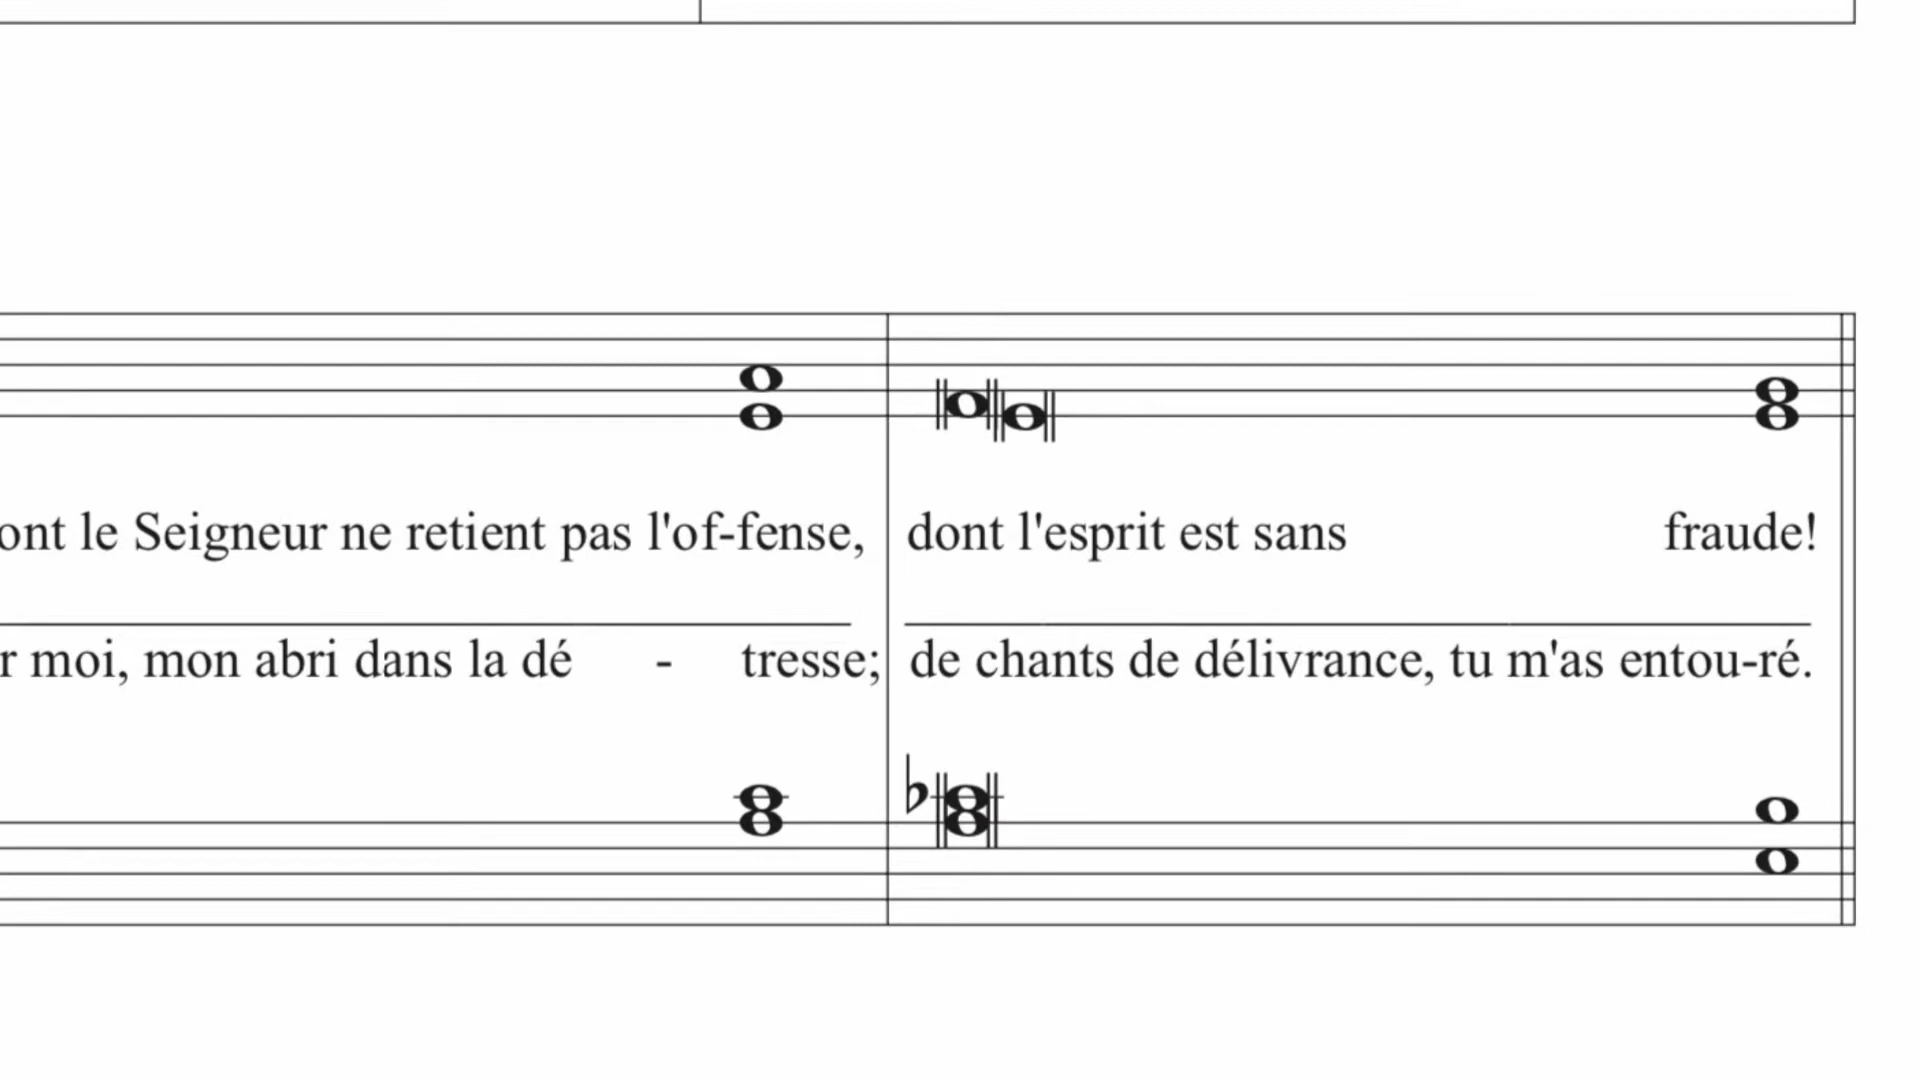 ont le Seigneur ne retient pas l'of-fense, dont l'esprit est sans fraude!
r moi, mon abri dans la dé - tresse; de chants de délivrance, tu m'as entou-ré.